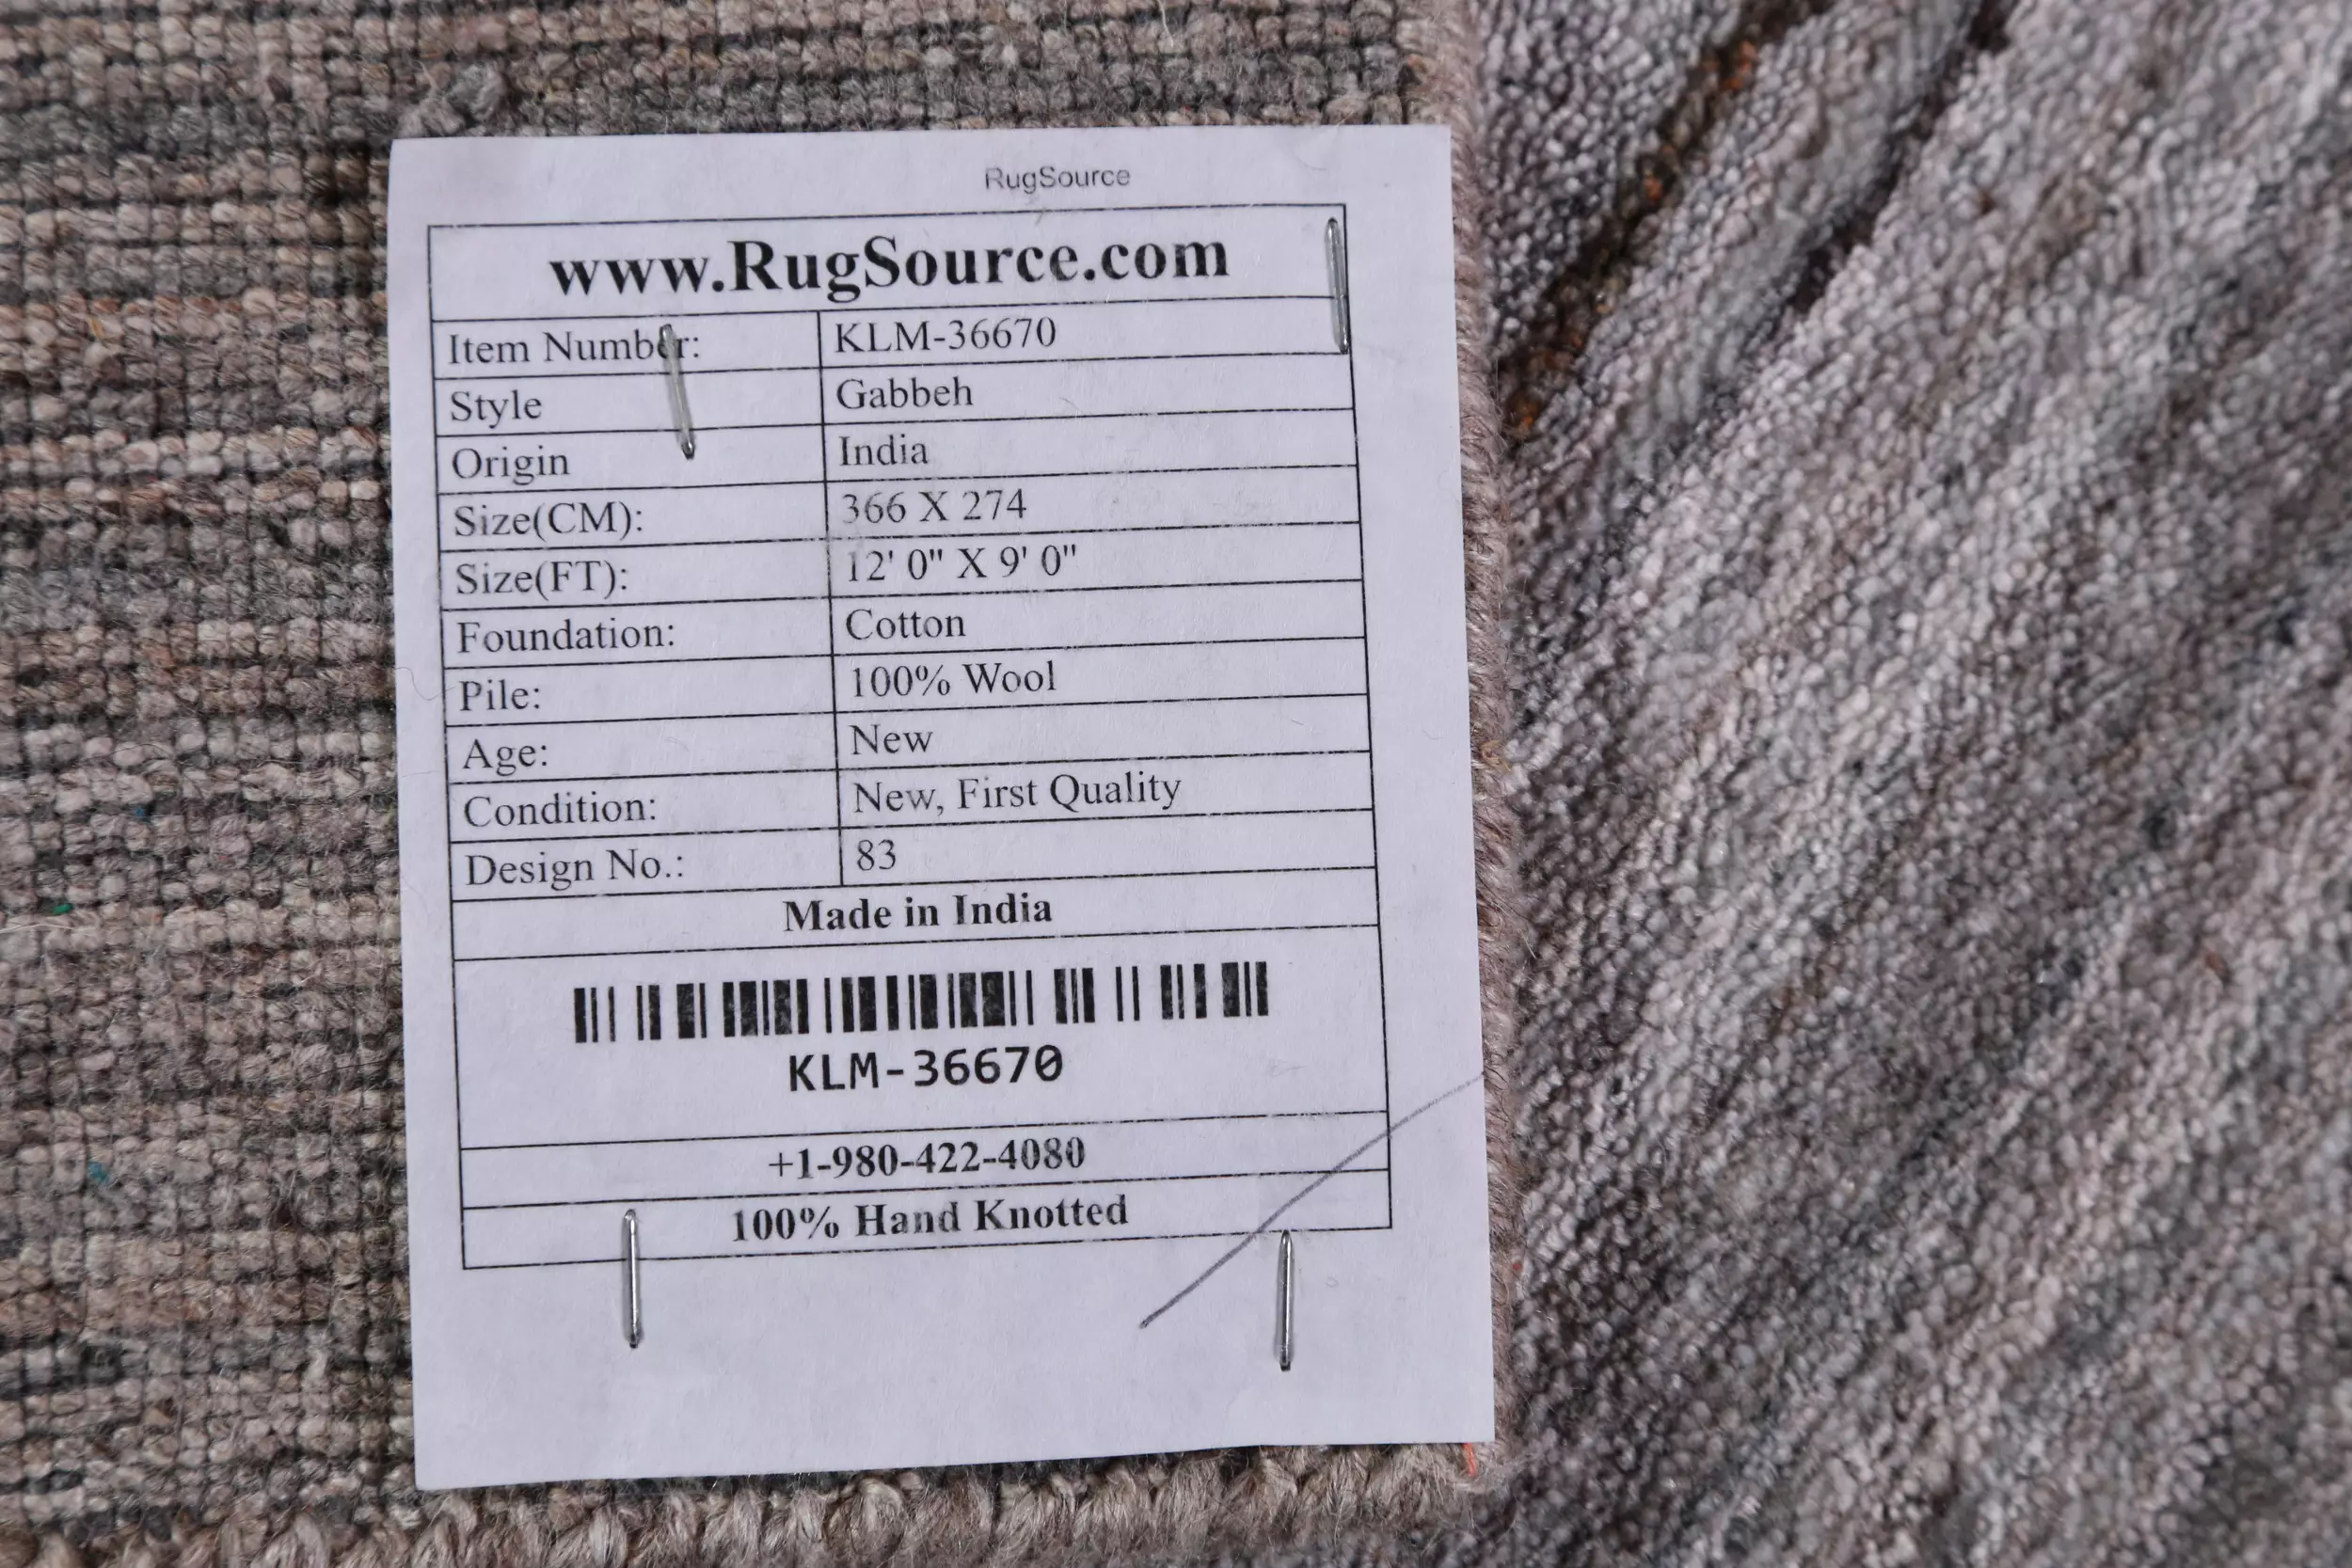 RugSource
www.RugSource.com
Item Number: KLM-36670
Style Gabbeh
Origin India
Size(CM): 366 X 274
Size(FT): 12' 0" X 9' 0"
Foundation: Cotton
Pile: 100% Wool
Age: New
Condition: New, First Quality
Design No.: 83
Made in India
KLM-36670
+1-980-422-4080
100% Hand Knotted